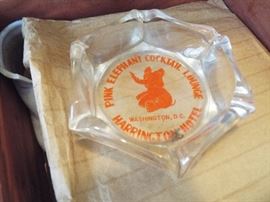 PINK ELEPHANT COCKTAIL LOUNGE
WASHINGTON, D.C.
HARRINGTON HOTEL